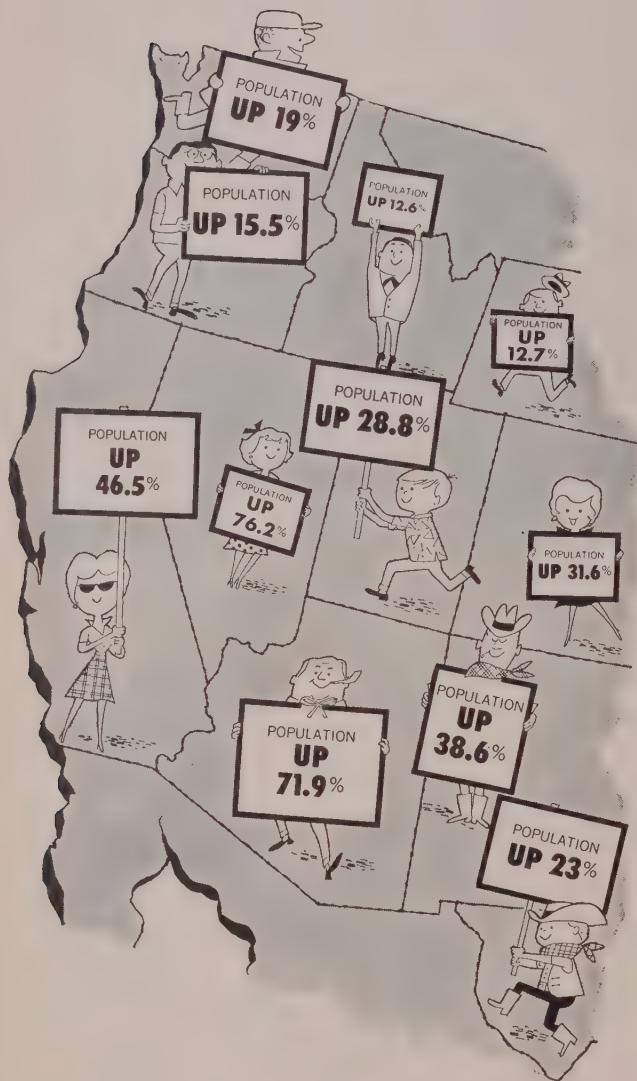 POPULATION
UP 19%
POPULATION
UP 15.5%
POPULATION
UP 12.6%
POPULATION
UP
12.7%
POPULATION
UP 28.8%
POPULATION
UP
46.5%
POPULATION
UP
76.2%
POPULATION
UP 31.6%
POPULATION
UP
38.6%
POPULATION
UP
71.9%
POPULATION
UP 23%